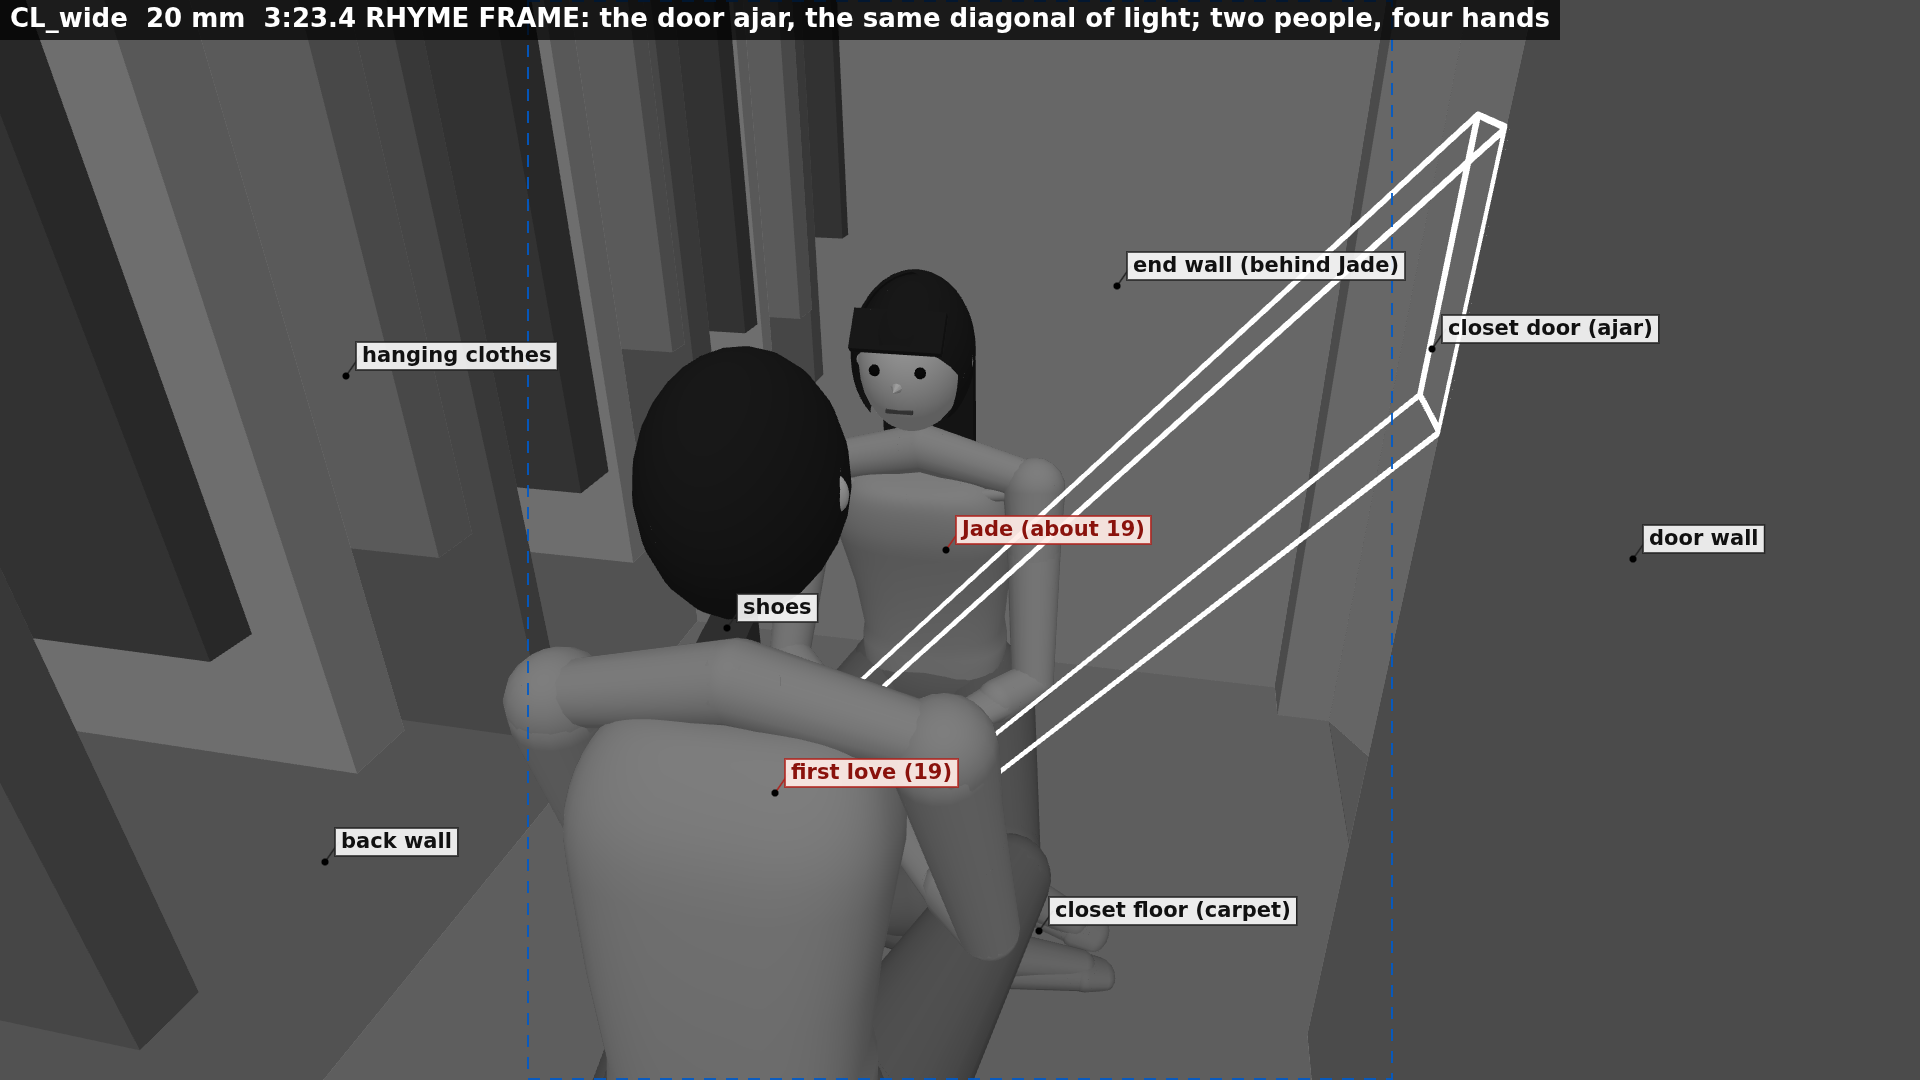 CL_wide 20 mm 3:23.4 RHYME FRAME: the door ajar, the same diagonal of light; two people, four hands
end wall (behind Jade)
closet door (ajar)
hanging clothes
Jade (about 19)
door wall
shoes
first love (19)
back wall
closet floor (carpet)